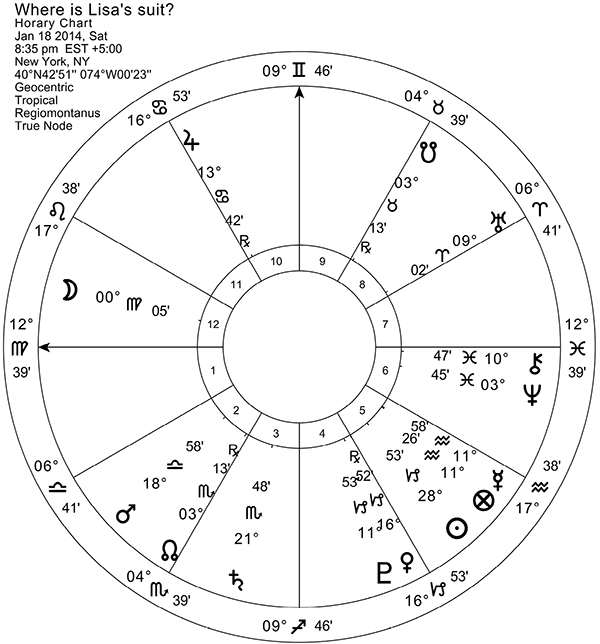 Where is Lisa's suit?
Horary Chart
Jan 18 2014, Sat
8:35 pm EST +5:00
New York, NY
40°N42'51" 074°W00'23"
Geocentric
Tropical
Regiomontanus
True Node
09° ♊ 46'
16° ♋ 53'
04° ♉ 39'
38' ♌ 17°
06° ♈ 41'
12° ♍ 39'
12° ♓ 39'
06° ♎ 41'
38' ♒ 17°
04° ♏ 39'
16° ♑ 53'
09° ♐ 46'
♃ 13° ♋ 42' ℞
☋ 03° ♉ 13' ℞
♅ 09° ♈ 02'
☽ 00° ♍ 05'
47' ♓ 10° ⚷
45' ♓ 03° ♆
58' ♒ 11° ☿
26' ♒ 11° ⊗
53' ♑ 28° ☉
52' ♑ 16° ♀ ℞
53' ♑ 11° ♇
48' ♏ 21° ♄
℞ 13' ♏ 03° ☊
58' ♎ 18° ♂
10
9
11
8
12
7
1
6
2
5
3
4